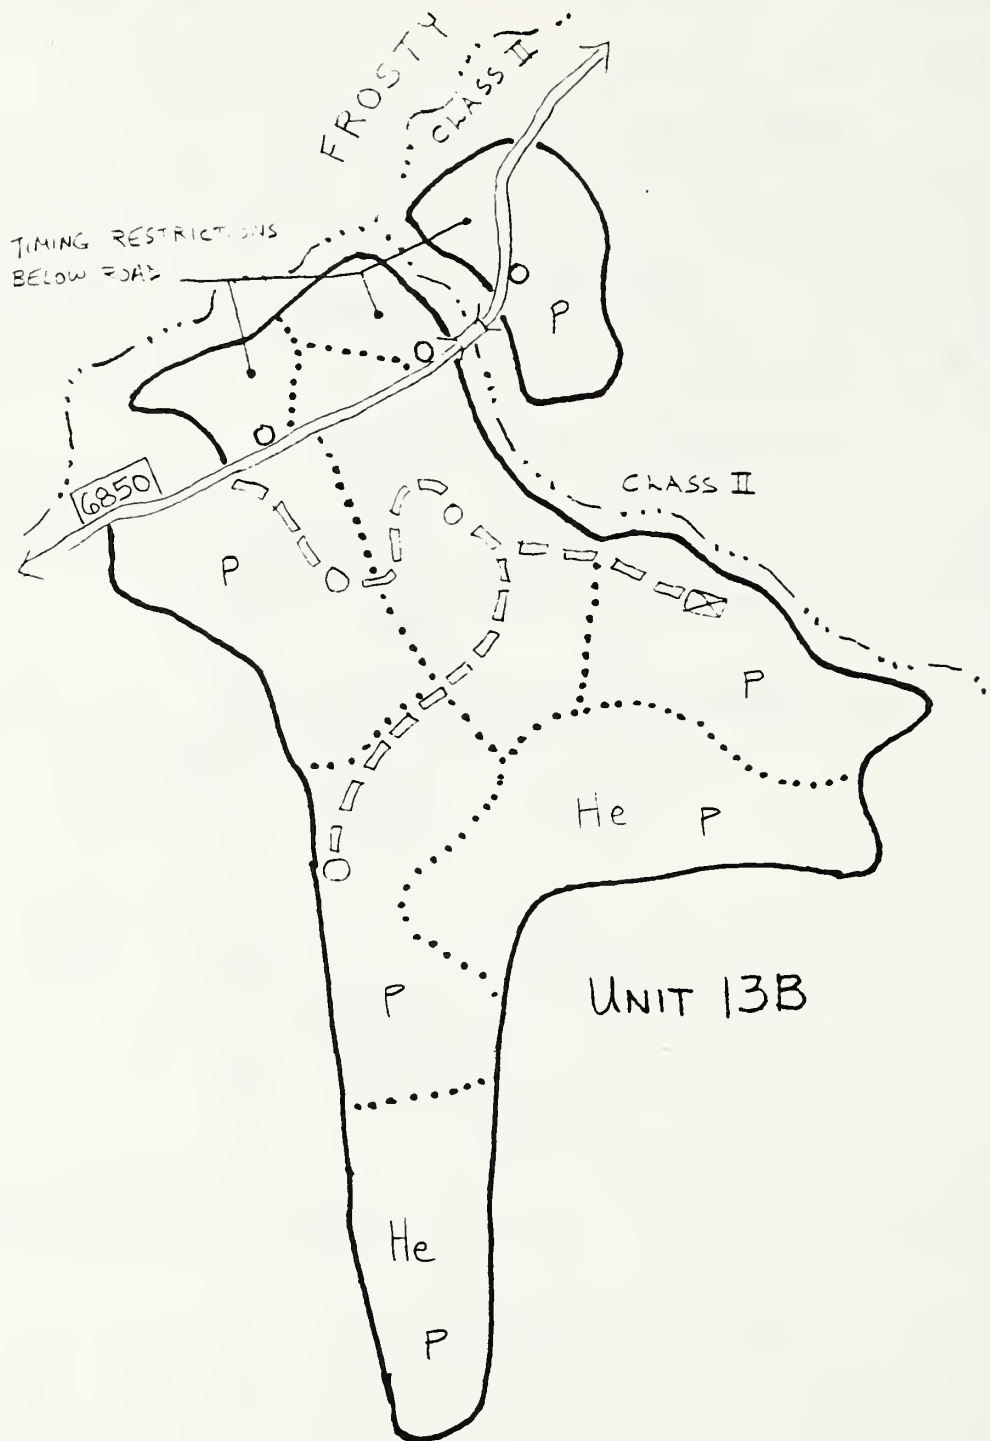 FROSTY
CLASS II
TIMING RESTRICTIONS
BELOW ROAD
P
6850
CLASS II
P
P
He P
P
UNIT 13B
He
P